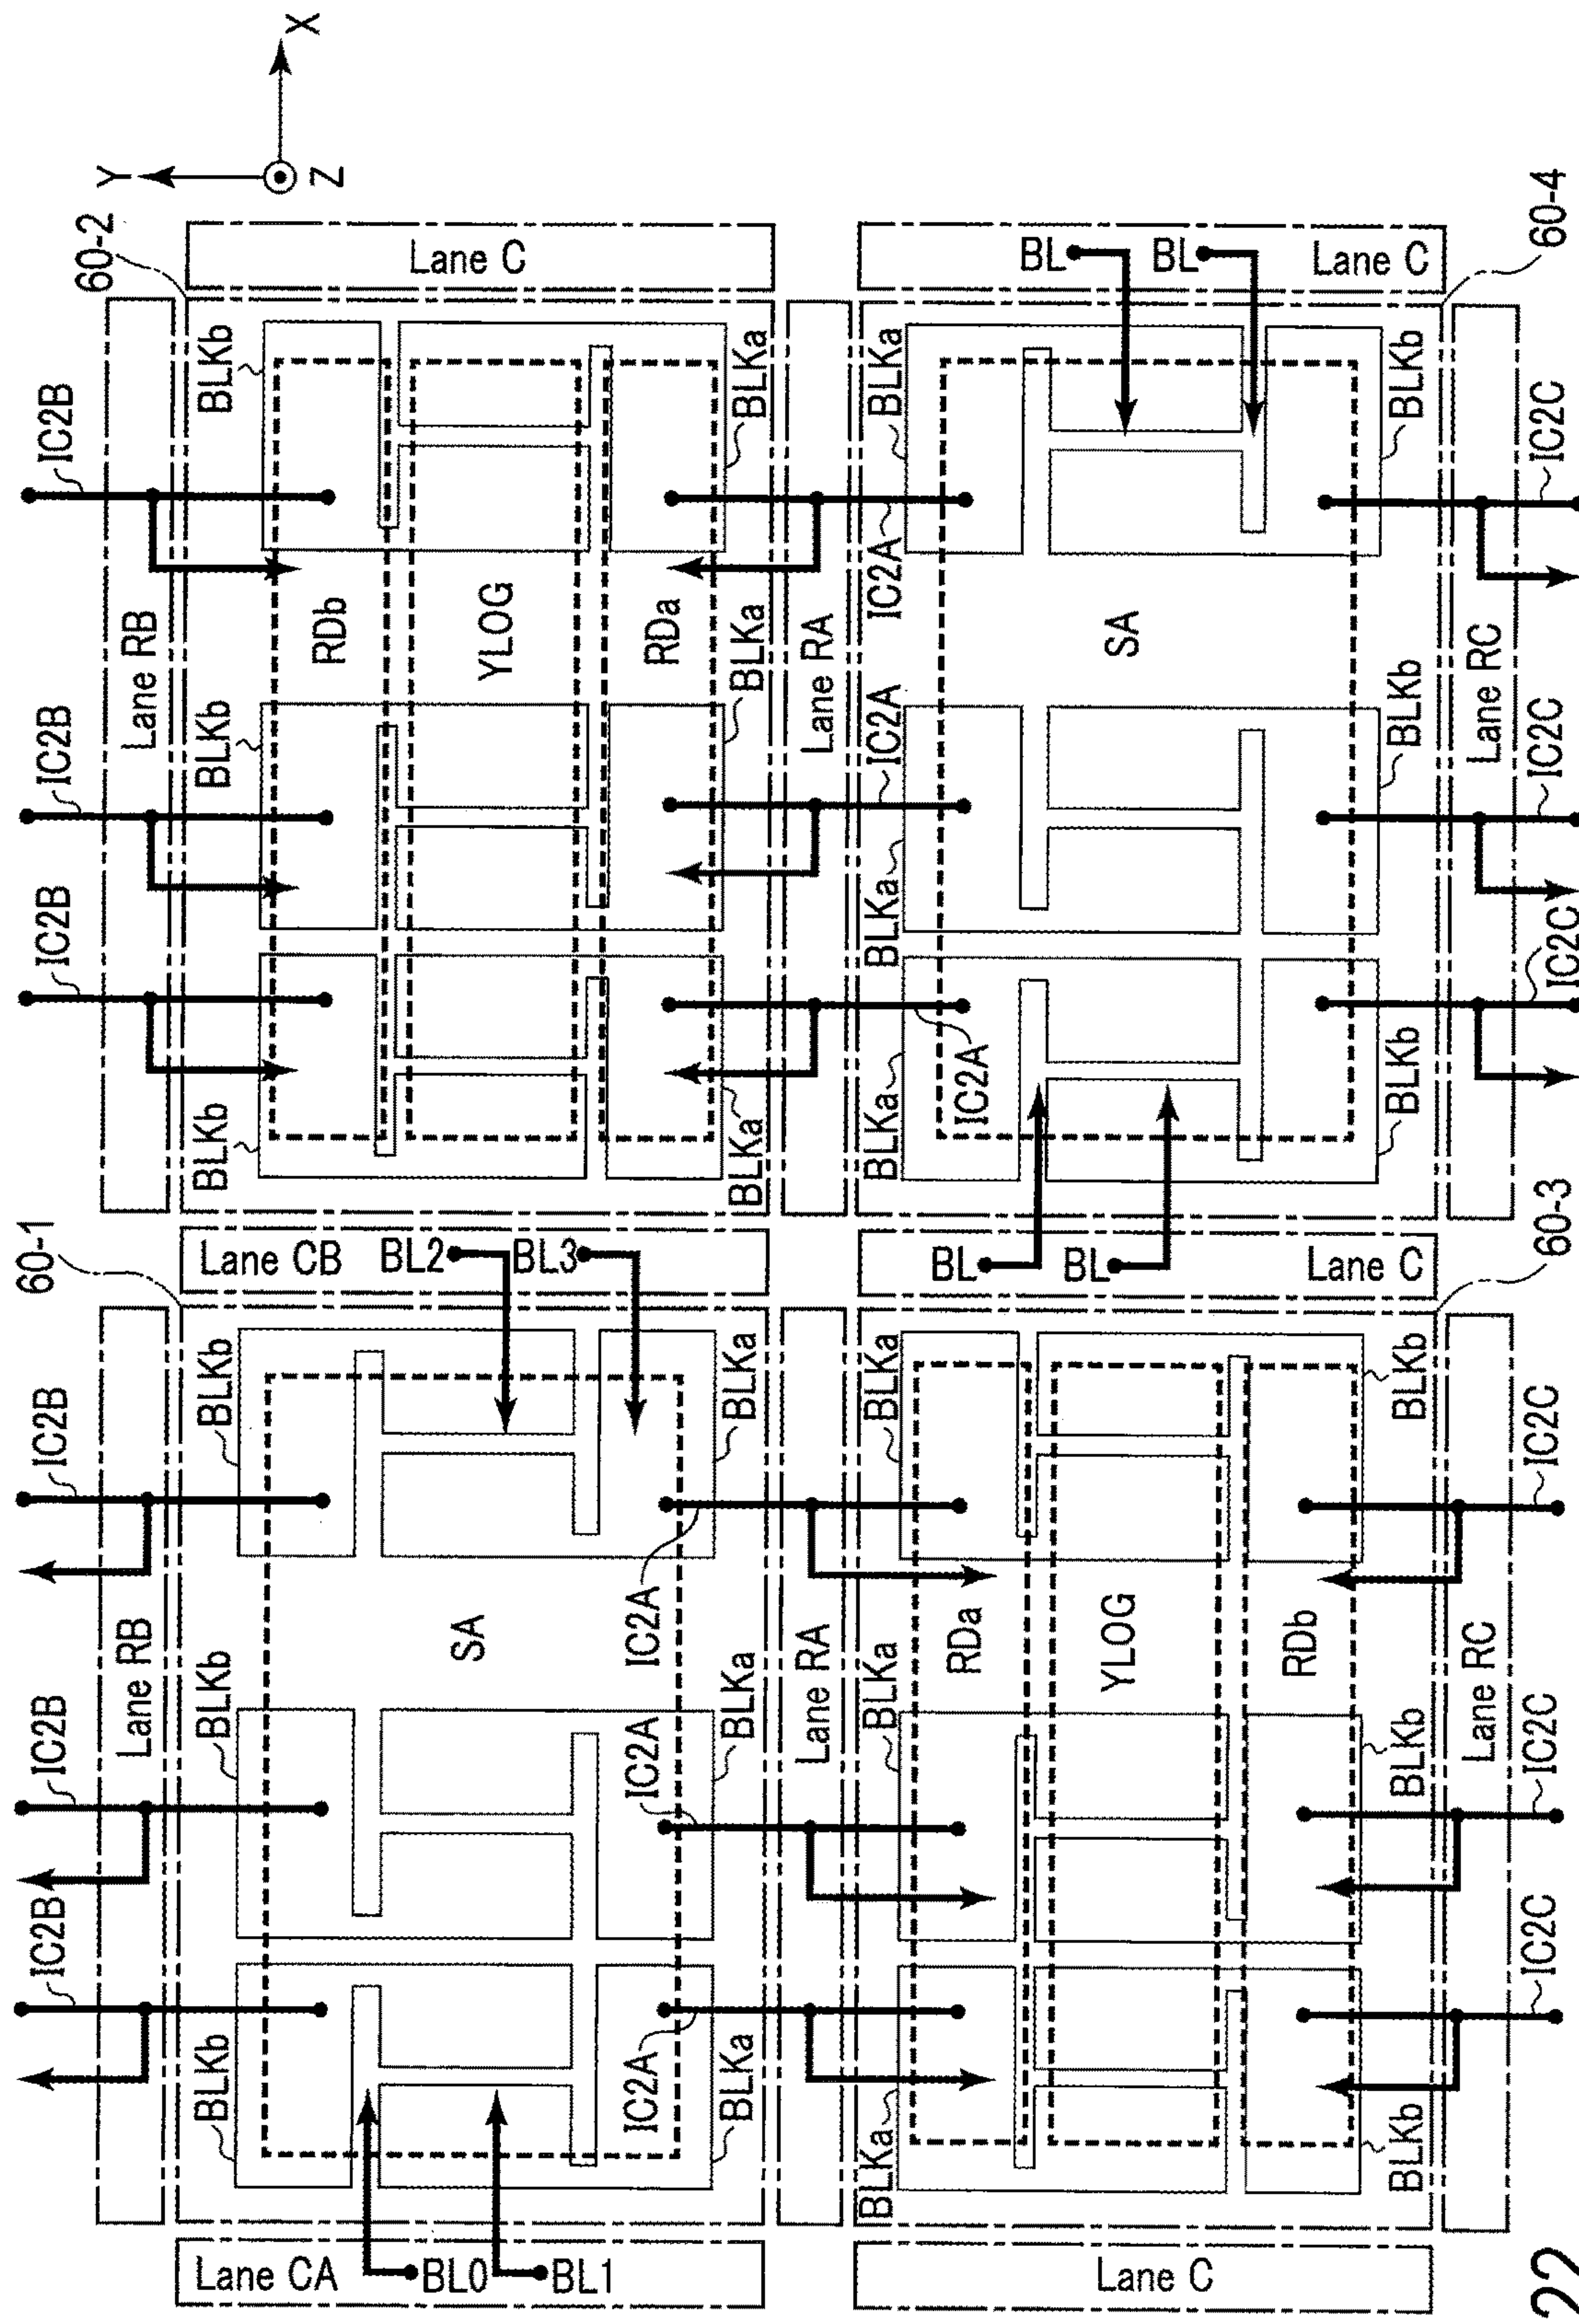 IC2B
IC2B
IC2B
60-1
IC2B
IC2B
IC2B
60-2
Y
X
Z
Lane RB
Lane RB
BLKb
BLKb
BLKb
BLKb
BLKb
BLKb
Lane CA
BL0
BL1
SA
Lane CB
BL2
BL3
RDb
YLOG
RDa
Lane C
IC2A
IC2A
IC2A
BLKa
BLKa
BLKa
BLKa
BLKa
BLKa
Lane RA
Lane RA
IC2A
IC2A
IC2A
BLKa
BLKa
BLKa
BLKa
BLKa
BLKa
Lane C
RDa
YLOG
RDb
BL
BL
Lane C
SA
BL
BL
Lane C
BLKb
BLKb
BLKb
BLKb
BLKb
BLKb
Lane RC
Lane RC
IC2C
IC2C
IC2C
60-3
IC2C
IC2C
IC2C
60-4
22